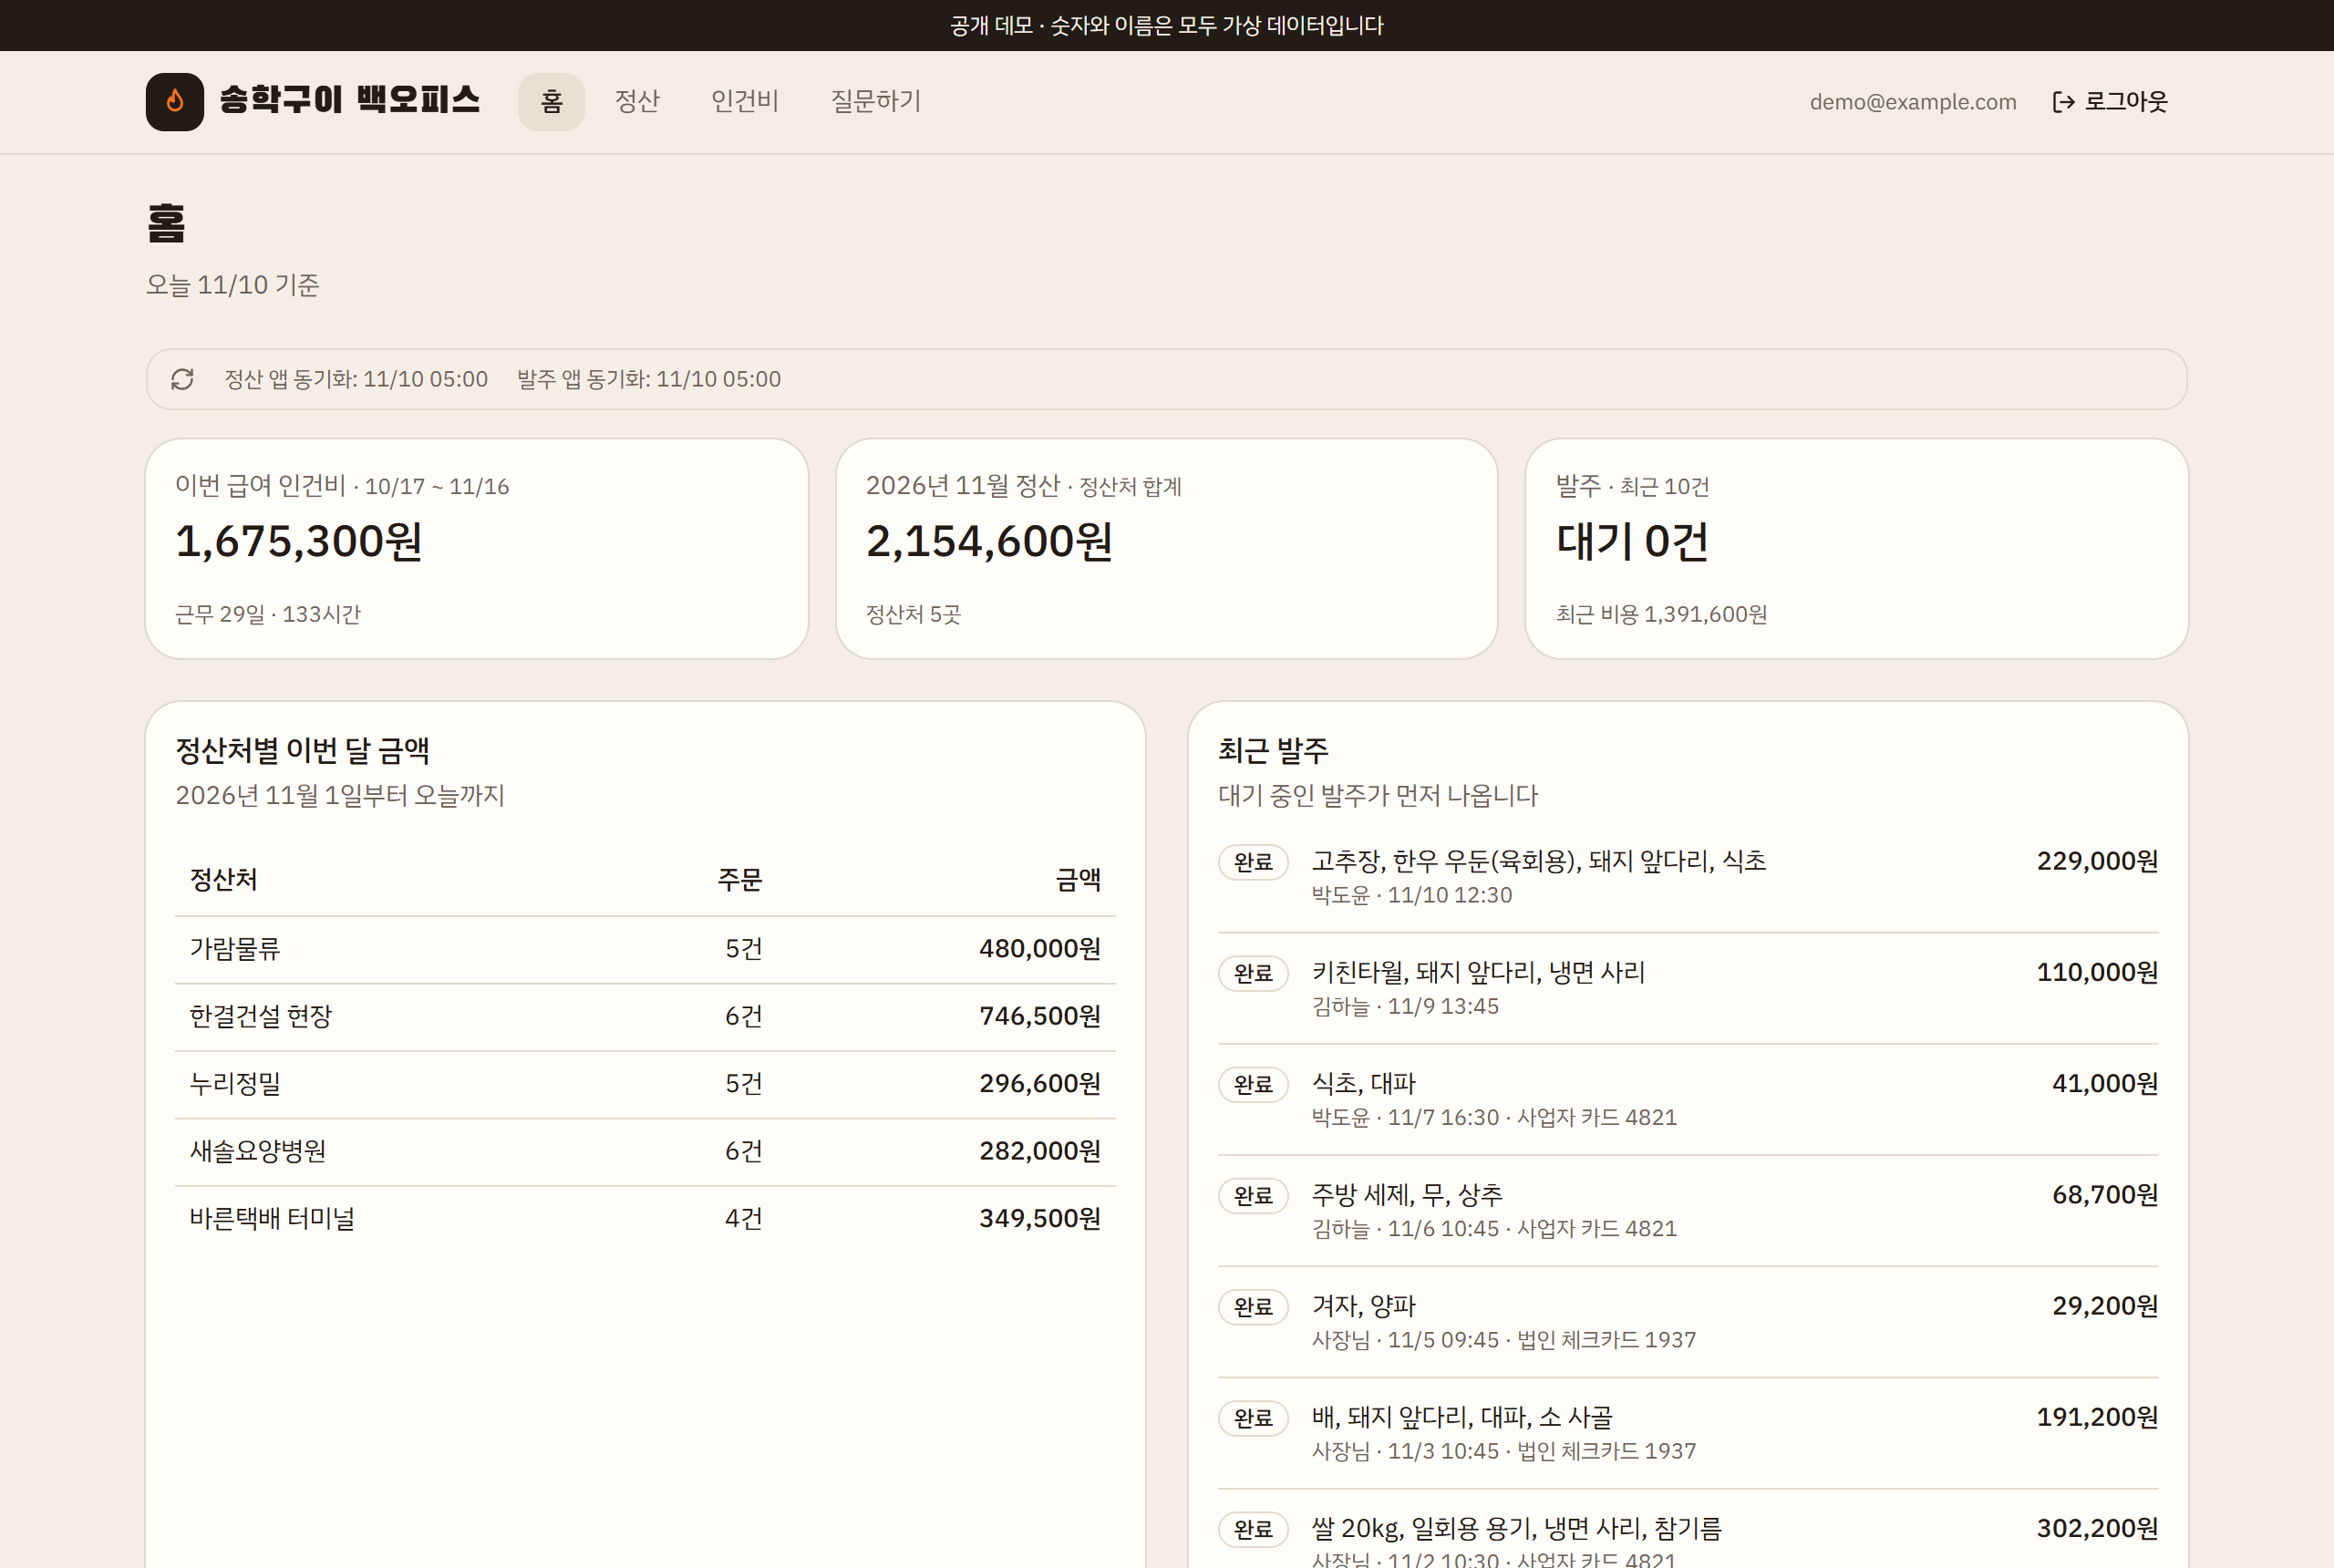 공개 데모 · 숫자와 이름은 모두 가상 데이터입니다
송학구이 백오피스
홈
정산
인건비
질문하기
demo@example.com
로그아웃
홈
오늘 11/10 기준
정산 앱 동기화: 11/10 05:00 발주 앱 동기화: 11/10 05:00
이번 급여 인건비 · 10/17 ~ 11/16
1,675,300원
근무 29일 · 133시간
2026년 11월 정산 · 정산처 합계
2,154,600원
정산처 5곳
발주 · 최근 10건
대기 0건
최근 비용 1,391,600원
정산처별 이번 달 금액
2026년 11월 1일부터 오늘까지
정산처 주문 금액
가람물류 5건 480,000원
한결건설 현장 6건 746,500원
누리정밀 5건 296,600원
새솔요양병원 6건 282,000원
바른택배 터미널 4건 349,500원
최근 발주
대기 중인 발주가 먼저 나옵니다
완료 고추장, 한우 우둔(육회용), 돼지 앞다리, 식초 229,000원
박도윤 · 11/10 12:30
완료 키친타월, 돼지 앞다리, 냉면 사리 110,000원
김하늘 · 11/9 13:45
완료 식초, 대파 41,000원
박도윤 · 11/7 16:30 · 사업자 카드 4821
완료 주방 세제, 무, 상추 68,700원
김하늘 · 11/6 10:45 · 사업자 카드 4821
완료 겨자, 양파 29,200원
사장님 · 11/5 09:45 · 법인 체크카드 1937
완료 배, 돼지 앞다리, 대파, 소 사골 191,200원
사장님 · 11/3 10:45 · 법인 체크카드 1937
완료 쌀 20kg, 일회용 용기, 냉면 사리, 참기름 302,200원
사장님 · 11/2 10:30 · 사업자 카드 4821